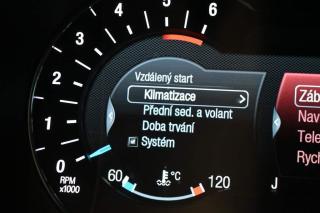 6
5
4
3
2
1
0
RPM
x1000
Vzdálený start
Klimatizace
Přední sed. a volant
Doba trvání
Systém
60 °C 120
Záb
Nav
Tele
Rych
J